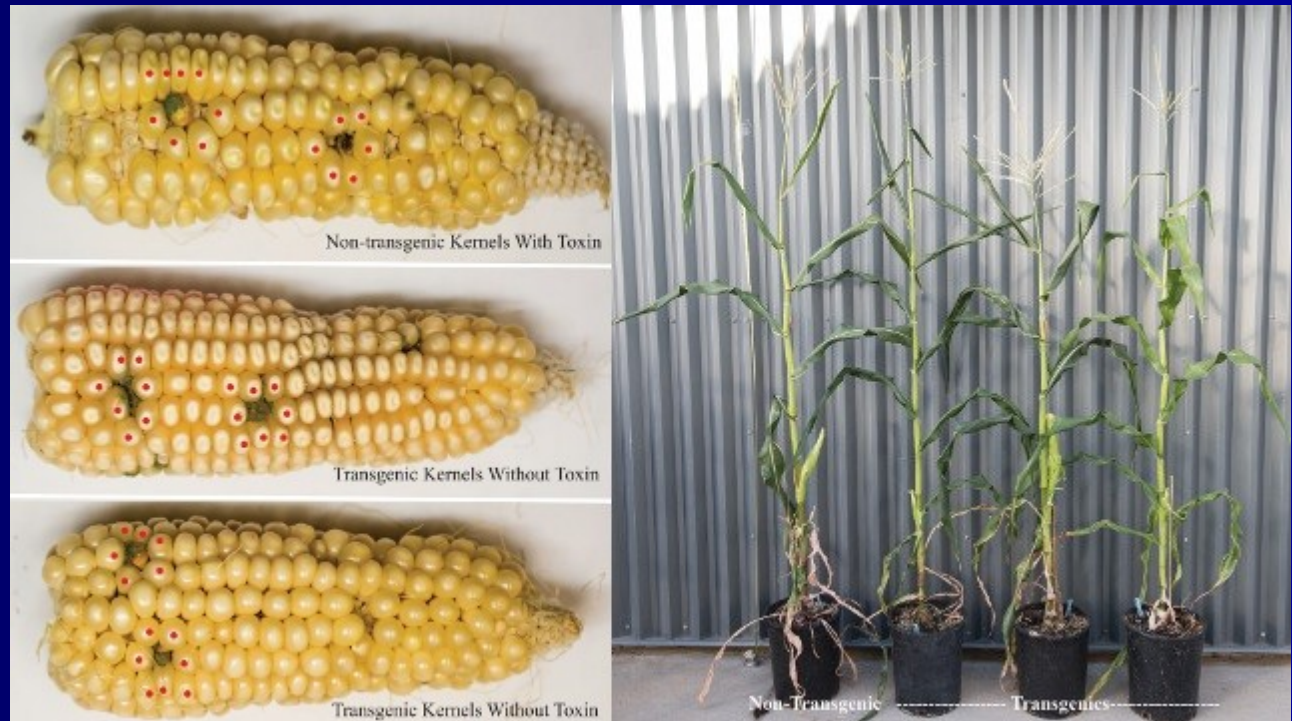 Non-transgenic Kernels With Toxin
Transgenic Kernels Without Toxin
Transgenic Kernels Without Toxin
Non-Transgenic ------------------ Transgenics------------------